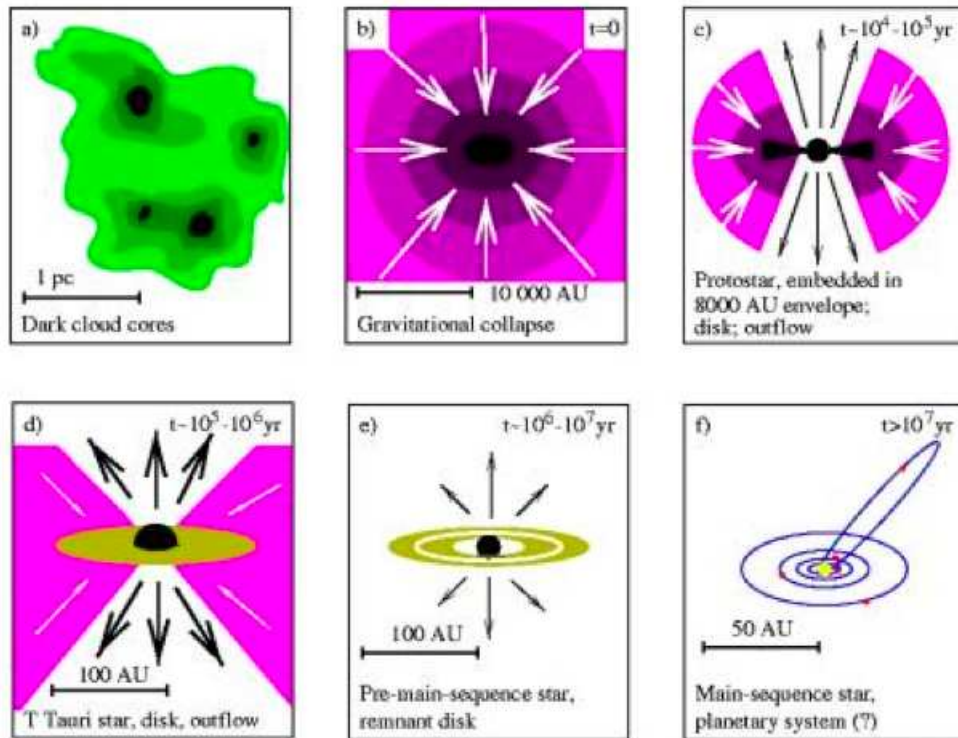 a)
1 pc
Dark cloud cores
b)
t=0
10 000 AU
Gravitational collapse
c)
t~10⁴-10⁵yr
Protostar, embedded in
8000 AU envelope;
disk; outflow
d)
t~10⁵-10⁶yr
100 AU
T Tauri star, disk, outflow
e)
t~10⁶-10⁷yr
100 AU
Pre-main-sequence star,
remnant disk
f)
t>10⁷yr
50 AU
Main-sequence star,
planetary system (?)